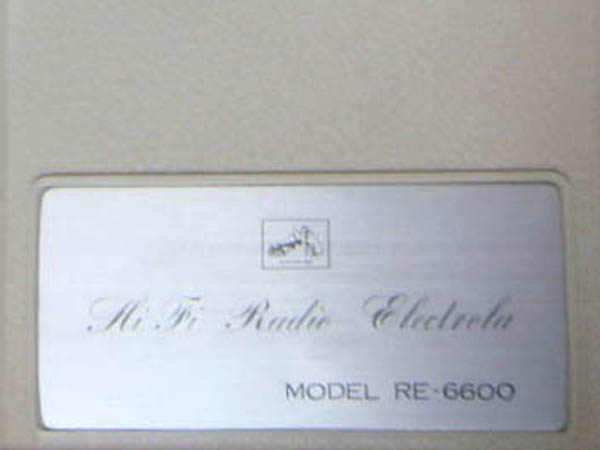 Hi Fi Radio Electrola
MODEL RE-6600